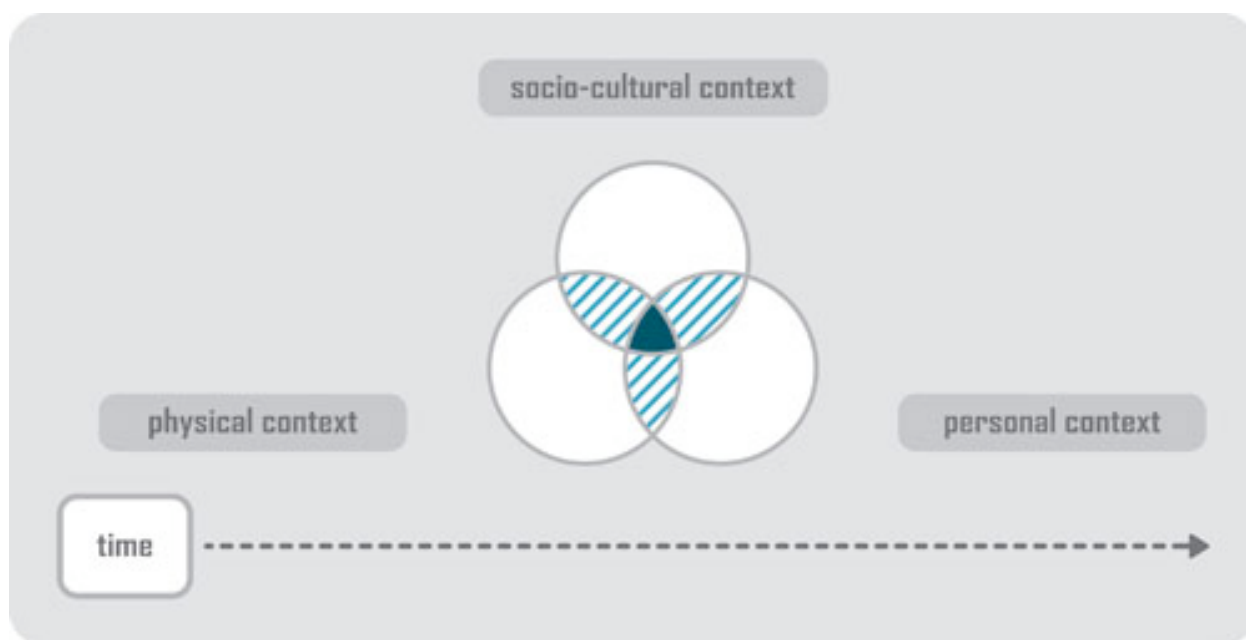 socio-cultural context
physical context
personal context
time